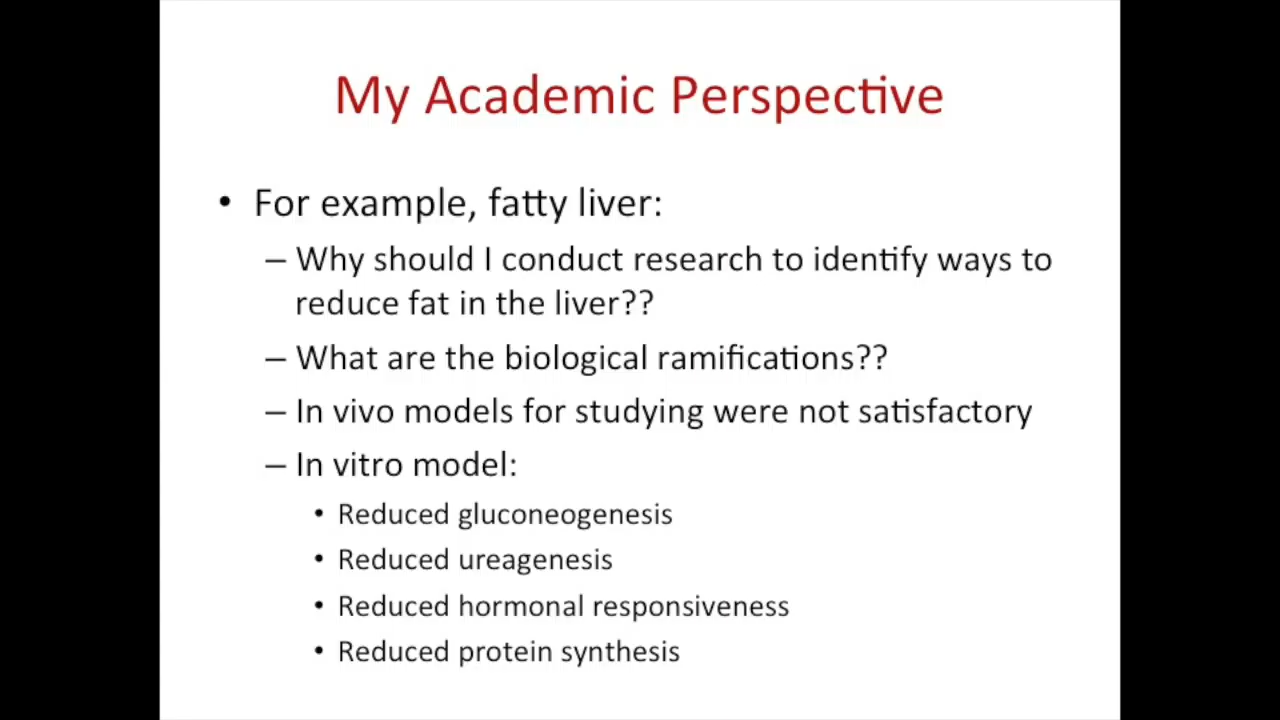 My Academic Perspective
• For example, fatty liver:
– Why should I conduct research to identify ways to
reduce fat in the liver??
– What are the biological ramifications??
– In vivo models for studying were not satisfactory
– In vitro model:
• Reduced gluconeogenesis
• Reduced ureagenesis
• Reduced hormonal responsiveness
• Reduced protein synthesis